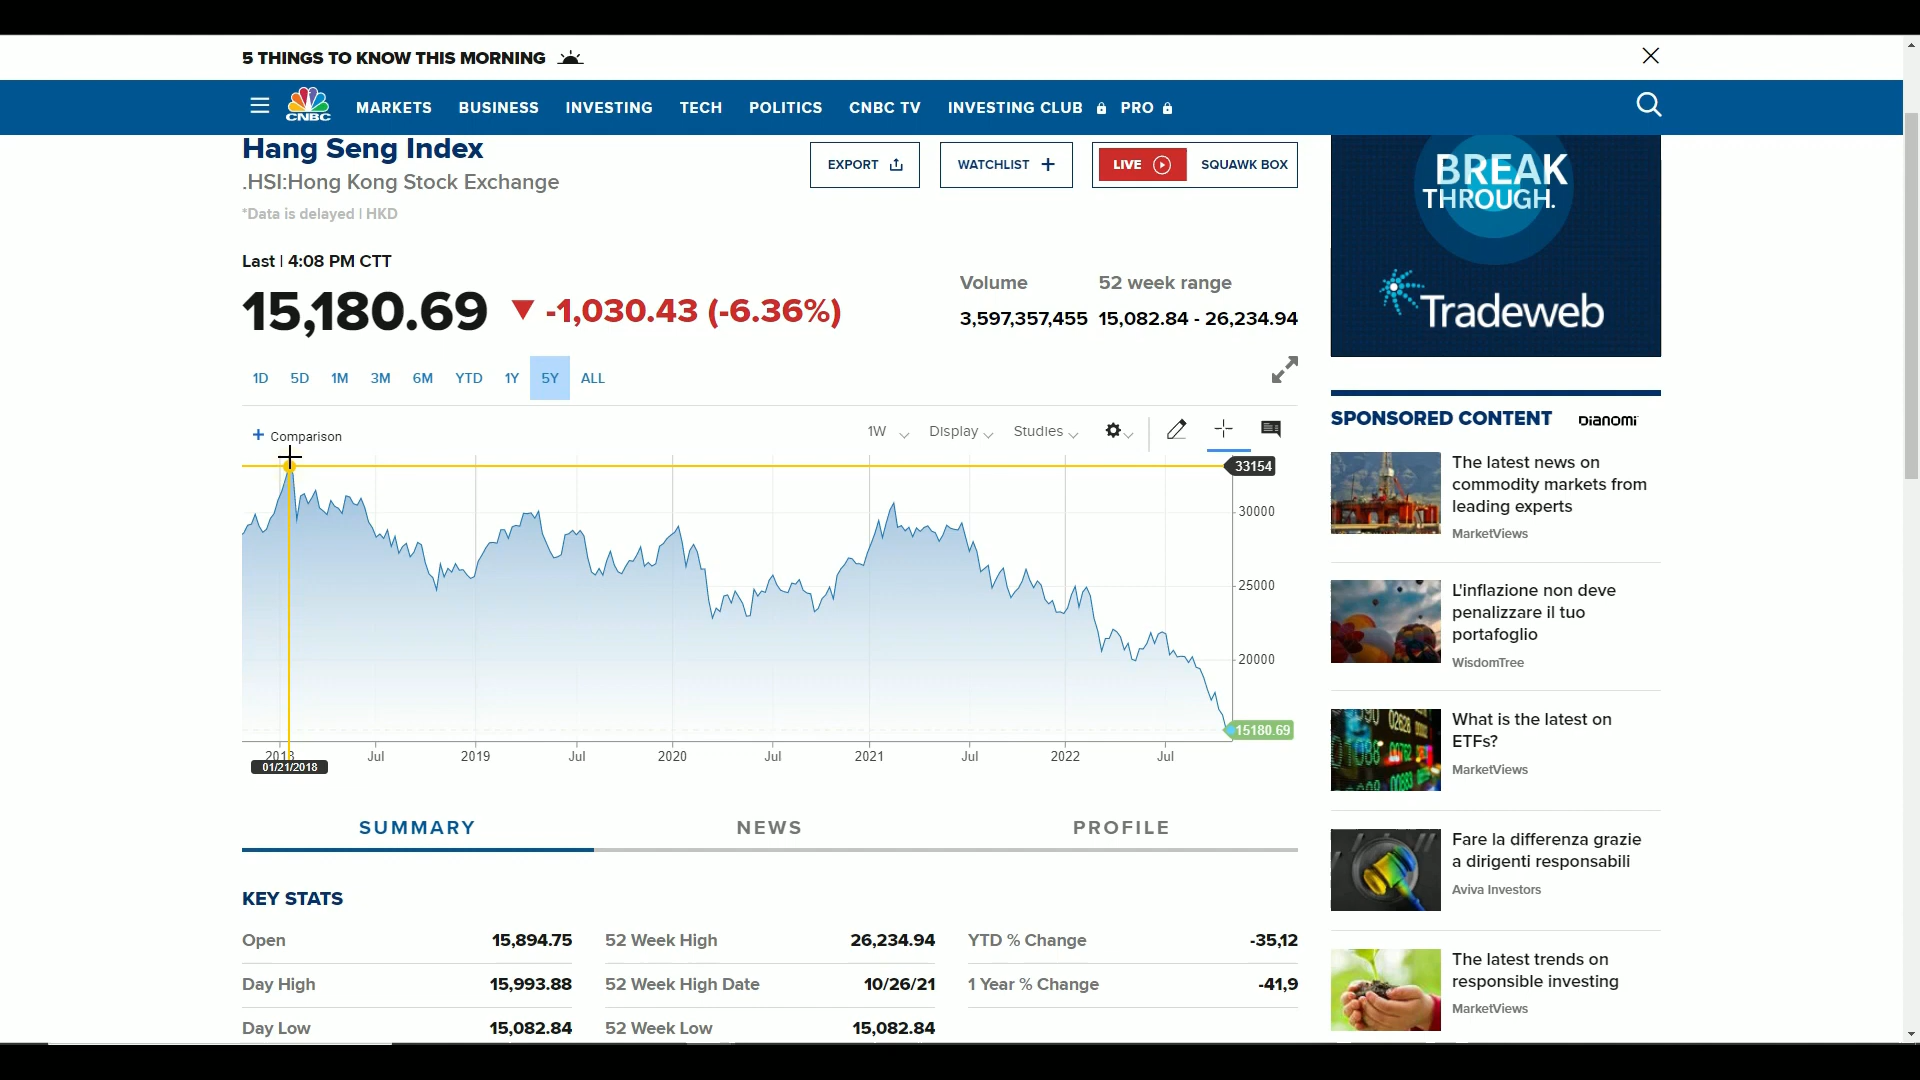 5 THINGS TO KNOW THIS MORNING
CNBC
MARKETS BUSINESS INVESTING TECH POLITICS CNBC TV INVESTING CLUB PRO
Hang Seng Index
.HSI:Hong Kong Stock Exchange
*Data is delayed | HKD
EXPORT
WATCHLIST +
LIVE SQUAWK BOX
Last | 4:08 PM CTT
15,180.69 ▼ -1,030.43 (-6.36%)
Volume 52 week range
3,597,357,455 15,082.84 - 26,234.94
1D 5D 1M 3M 6M YTD 1Y 5Y ALL
+ Comparison
1W Display Studies
33154
30000
25000
20000
15180.69
2018 Jul 2019 Jul 2020 Jul 2021 Jul 2022 Jul
01/21/2018
SUMMARY NEWS PROFILE
KEY STATS
Open 15,894.75 52 Week High 26,234.94 YTD % Change -35,12
Day High 15,993.88 52 Week High Date 10/26/21 1 Year % Change -41,9
Day Low 15,082.84 52 Week Low 15,082.84
BREAK
THROUGH.
Tradeweb
SPONSORED CONTENT DIANOMI
The latest news on
commodity markets from
leading experts
MarketViews
L'inflazione non deve
penalizzare il tuo
portafoglio
WisdomTree
What is the latest on
ETFs?
MarketViews
Fare la differenza grazie
a dirigenti responsabili
Aviva Investors
The latest trends on
responsible investing
MarketViews